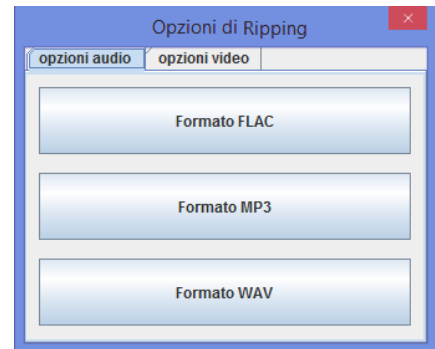 Opzioni di Ripping
opzioni audio opzioni video
Formato FLAC
Formato MP3
Formato WAV